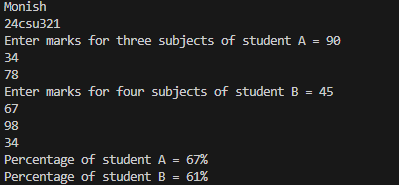 Monish
24csu321
Enter marks for three subjects of student A = 90
34
78
Enter marks for four subjects of student B = 45
67
98
34
Percentage of student A = 67%
Percentage of student B = 61%